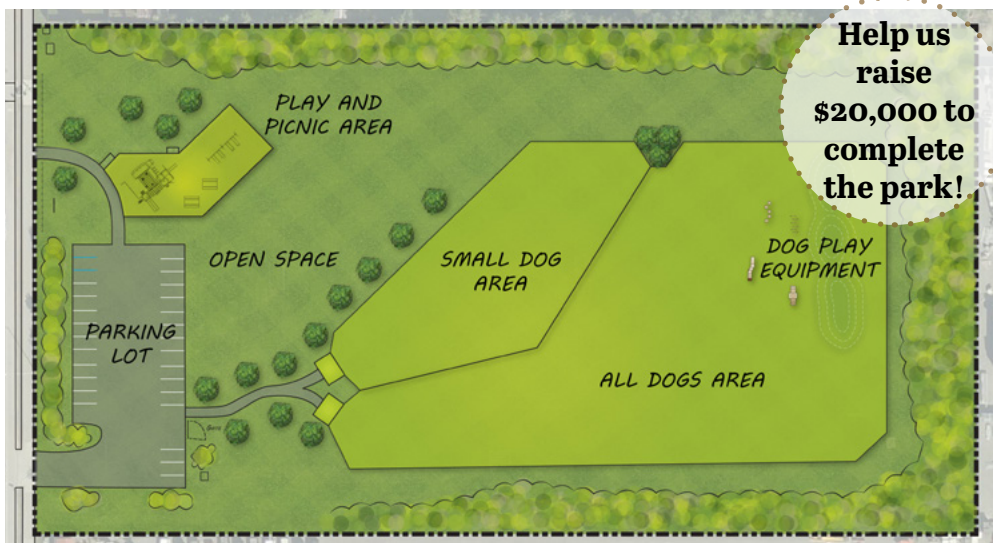 Help us
raise
$20,000 to
complete
the park!
PLAY AND
PICNIC AREA
OPEN SPACE
SMALL DOG
AREA
DOG PLAY
EQUIPMENT
PARKING
LOT
ALL DOGS AREA